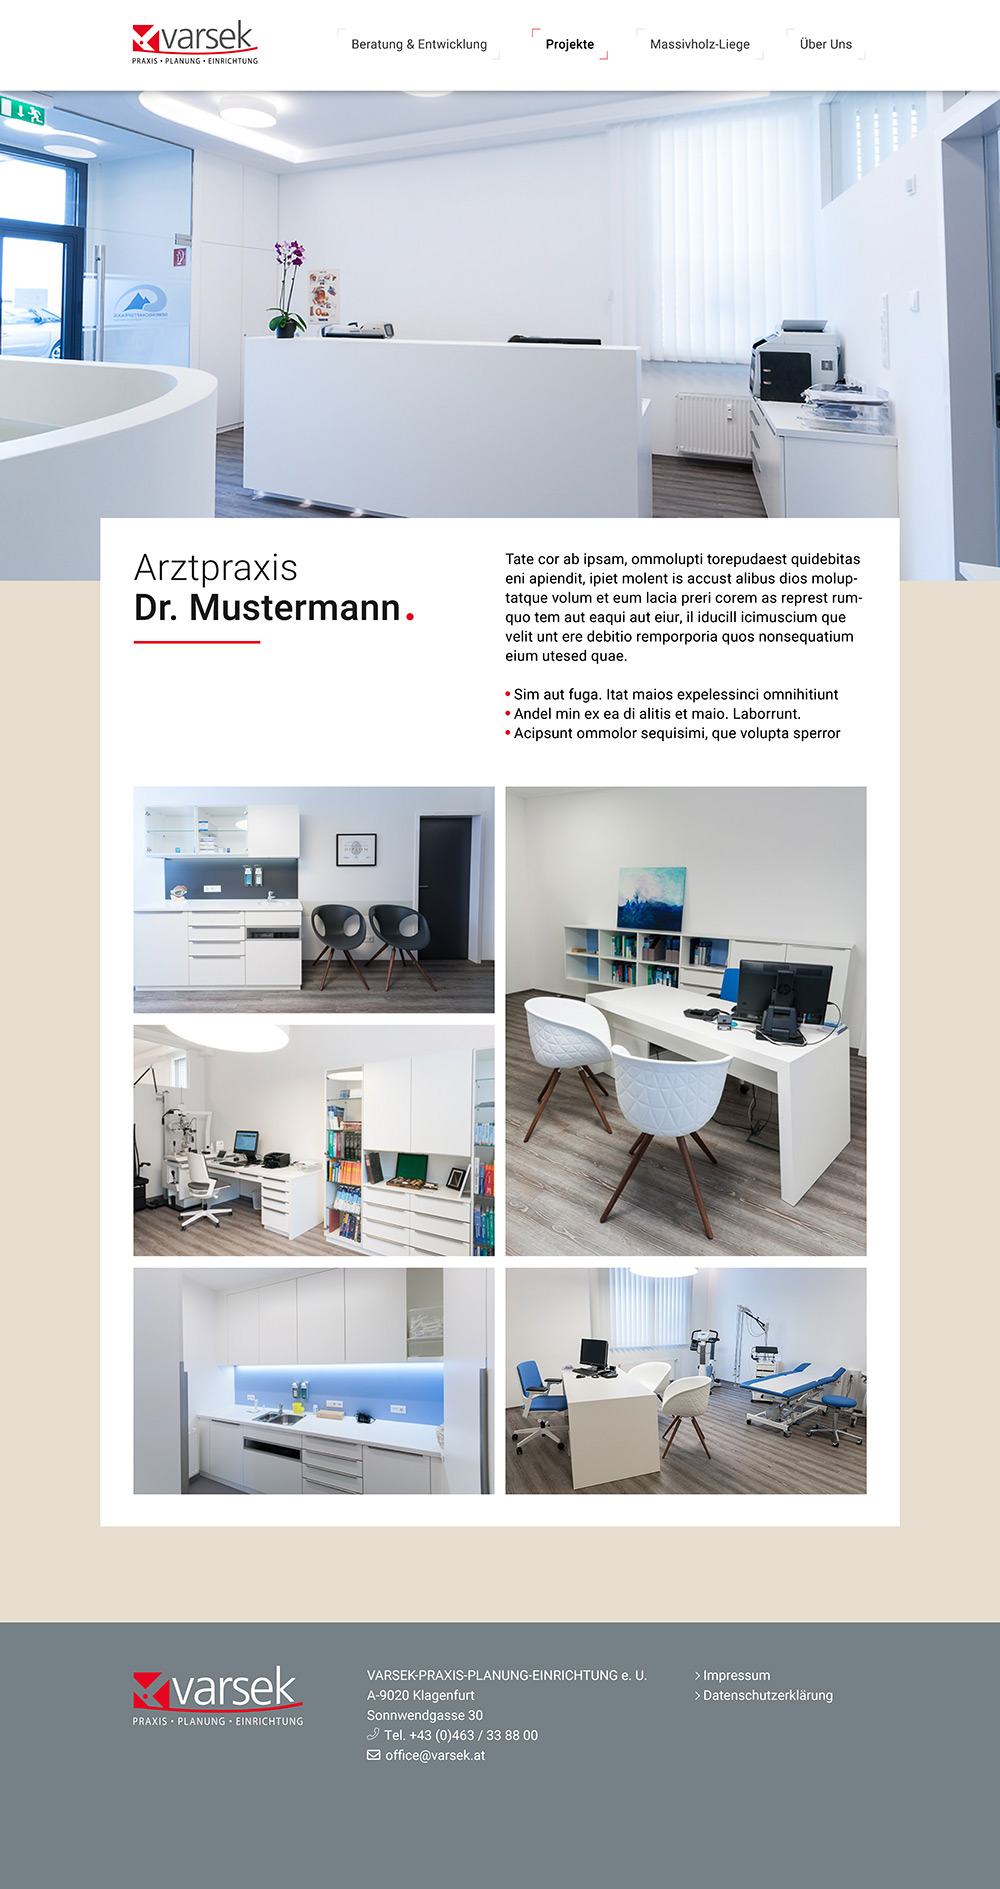 varsek
PRAXIS • PLANUNG • EINRICHTUNG
Beratung & Entwicklung
Projekte
Massivholz-Liege
Über Uns
Arztpraxis
Dr. Mustermann.
Tate cor ab ipsam, ommolupti torepudaest quidebitas
eni apiendit, ipiet molent is accust alibus dios molup-
tatque volum et eum lacia preri corem as represt rum-
quo tem aut eaqui aut eiur, il iducill icimuscium que
velit unt ere debitio remporporia quos nonsequatium
eium utesed quae.
• Sim aut fuga. Itat maios expelessinci omnihitiunt
• Andel min ex ea di alitis et maio. Laborrunt.
• Acipsunt ommolor sequisimi, que volupta sperror
DIPLOM
varsek
PRAXIS • PLANUNG • EINRICHTUNG
VARSEK-PRAXIS-PLANUNG-EINRICHTUNG e. U.
A-9020 Klagenfurt
Sonnwendgasse 30
Tel. +43 (0)463 / 33 88 00
office@varsek.at
> Impressum
> Datenschutzerklärung